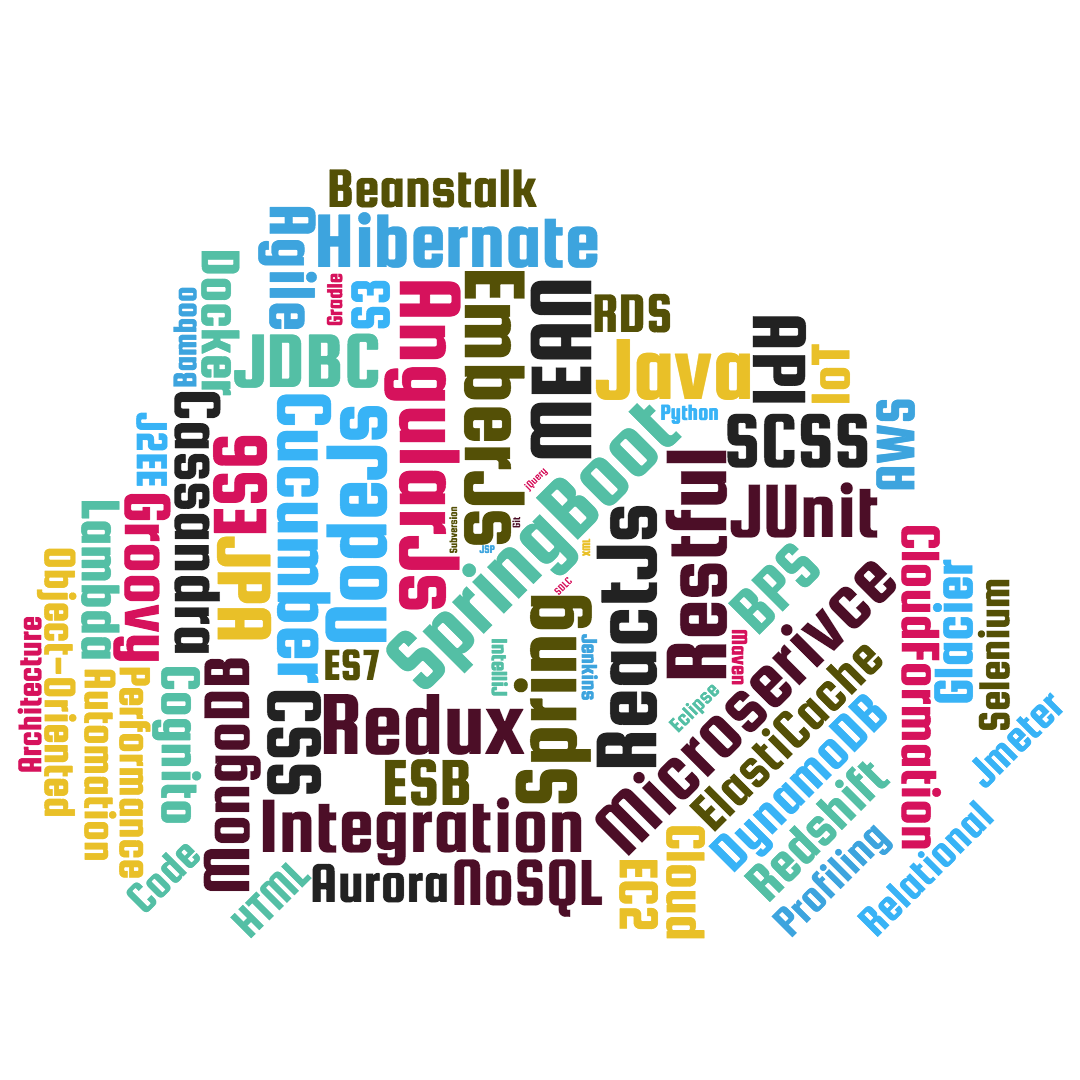 Beanstalk
Agile
Hibernate
Docker
Bamboo
Gradle
ES
AngularJs
EmberJs
MEAN
RDS
JDBC
Java
API
IoT
Python
Cassandra
Cucumber
NodeJS
SpringBoot
SCSS
SWF
J2EE
ES6
jQuery
Git
Subversion
JSP
XML
SDLC
Restful
JUnit
ReactJs
Lambda
Groovy
JPA
BPS
CloudFormation
Glacier
Selenium
Object-Oriented
Architecture
Automation
Performance
Cognito
MongoDB
ES7
IntelliJ
Spring
Jenkins
Maven
Eclipse
Microserivce
ElastiCache
DynamoDB
Redshift
Profiling
Relational
Jmeter
CSS
Redux
ESB
Integration
Code
HTML
Aurora
NoSQL
EC2
Cloud